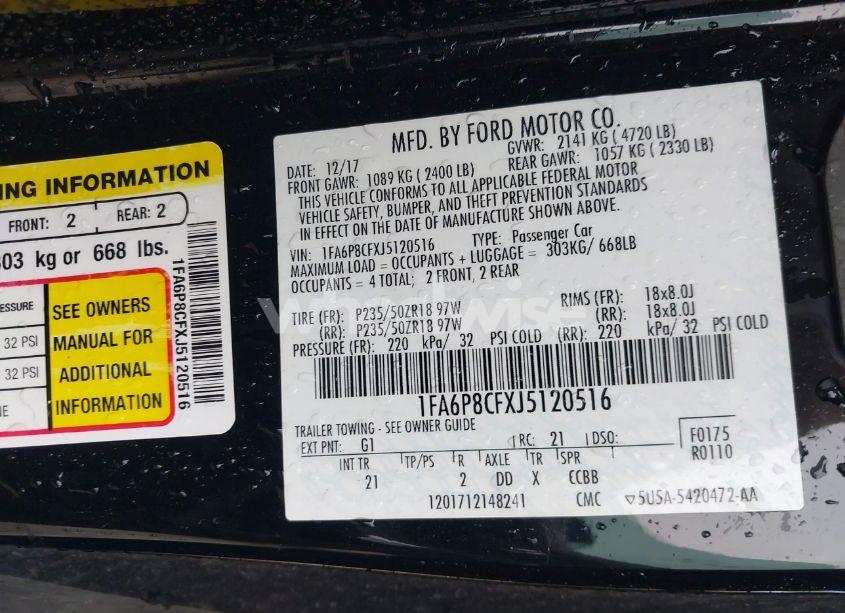 NG INFORMATION
FRONT: 2 REAR: 2
303 kg or 668 lbs.
SEE OWNERS
MANUAL FOR
ADDITIONAL
INFORMATION
32 PSI
32 PSI
1FA6P8CFXJ5120516
MFD. BY FORD MOTOR CO.
DATE: 12/17 GVWR: 2141 KG ( 4720 LB)
FRONT GAWR: 1089 KG ( 2400 LB) REAR GAWR: 1057 KG ( 2330 LB)
THIS VEHICLE CONFORMS TO ALL APPLICABLE FEDERAL MOTOR
VEHICLE SAFETY, BUMPER, AND THEFT PREVENTION STANDARDS
IN EFFECT ON THE DATE OF MANUFACTURE SHOWN ABOVE.
VIN: 1FA6P8CFXJ5120516 TYPE: Passenger Car
MAXIMUM LOAD = OCCUPANTS + LUGGAGE = 303KG/ 668LB
OCCUPANTS = 4 TOTAL; 2 FRONT, 2 REAR
TIRE (FR): P235/50ZR18 97W RIMS (FR): 18x8.0J
(RR): P235/50ZR18 97W (RR): 18x8.0J
PRESSURE (FR): 220 kPa/ 32 PSI COLD (RR): 220 kPa/ 32 PSI COLD
1FA6P8CFXJ5120516
TRAILER TOWING - SEE OWNER GUIDE
EXT PNT: G1 RC: 21 DSO: F0175
R0110
INT TR TP/PS R AXLE TR SPR
21 2 DD X ECBB
1201712148241 CMC ▽5U5A-5420472-AA